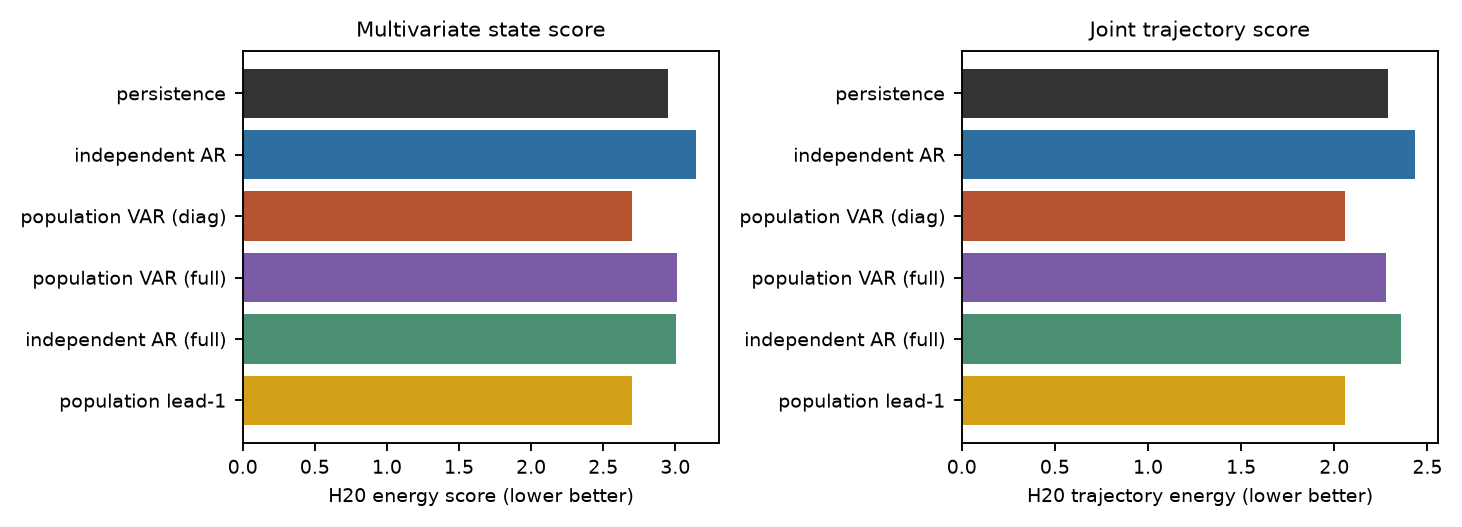 Multivariate state score
persistence
independent AR
population VAR (diag)
population VAR (full)
independent AR (full)
population lead-1
0.0 0.5 1.0 1.5 2.0 2.5 3.0
H20 energy score (lower better)
Joint trajectory score
persistence
independent AR
population VAR (diag)
population VAR (full)
independent AR (full)
population lead-1
0.0 0.5 1.0 1.5 2.0 2.5
H20 trajectory energy (lower better)